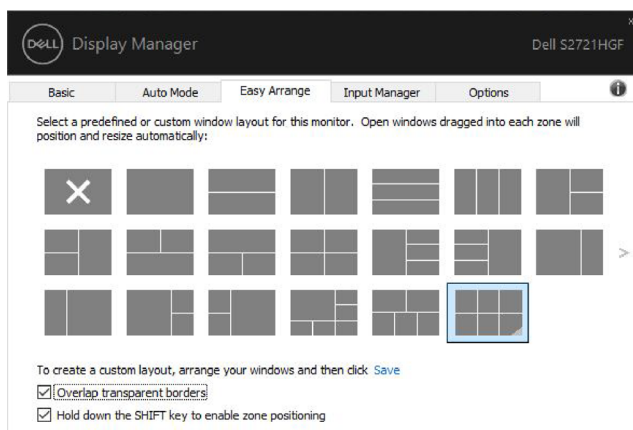 DELL Display Manager
Dell S2721HGF
Basic
Auto Mode
Easy Arrange
Input Manager
Options
Select a predefined or custom window layout for this monitor. Open windows dragged into each zone will
position and resize automatically:
To create a custom layout, arrange your windows and then click Save
Overlap transparent borders
Hold down the SHIFT key to enable zone positioning